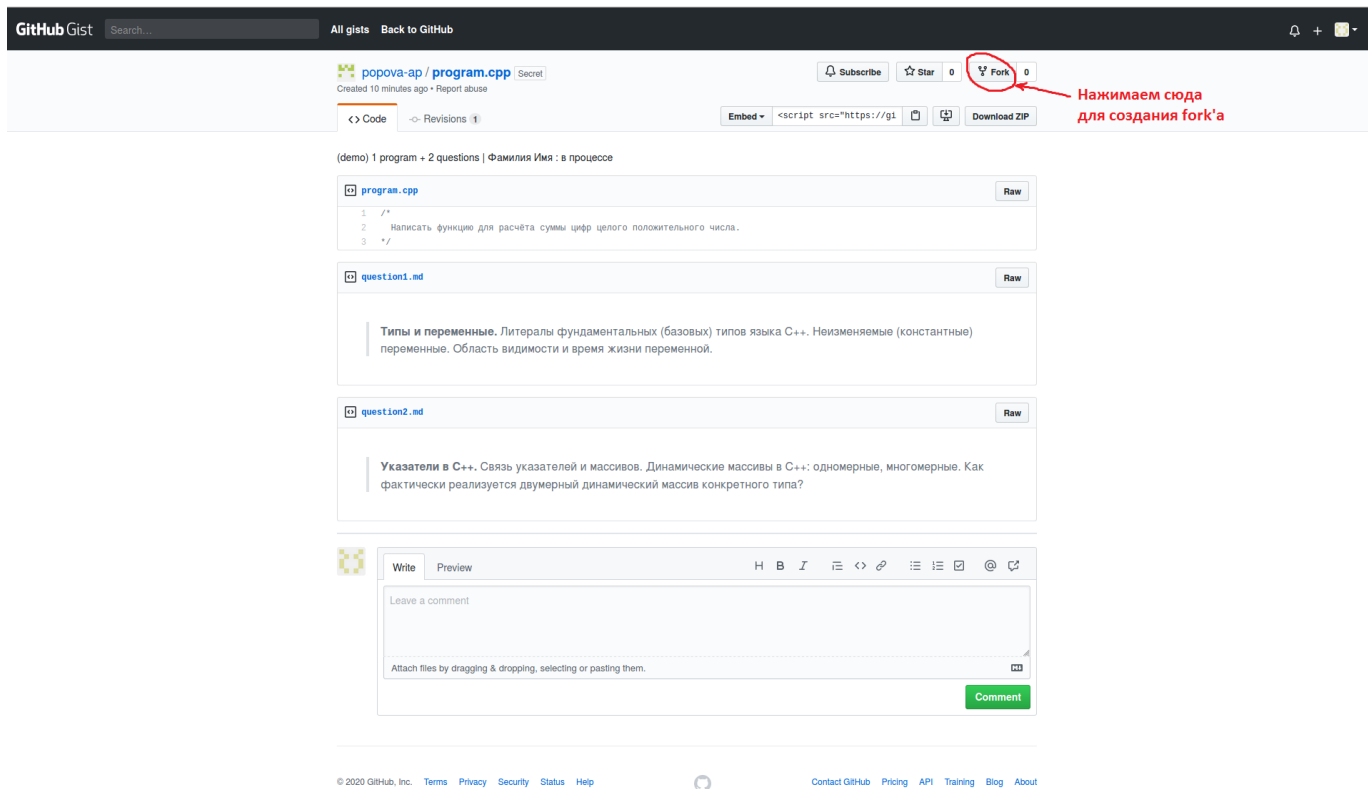 GitHub Gist Search... All gists Back to GitHub
popova-ap / program.cpp Secret
Created 10 minutes ago • Report abuse
Subscribe Star 0 Fork 0
Нажимаем сюда
для создания fork'а
Code Revisions 1
Embed <script src="https://gi Download ZIP
(demo) 1 program + 2 questions | Фамилия Имя : в процессе
program.cpp Raw
1 /*
2 Написать функцию для расчёта суммы цифр целого положительного числа.
3 */
question1.md Raw
Типы и переменные. Литералы фундаментальных (базовых) типов языка C++. Неизменяемые (константные)
переменные. Область видимости и время жизни переменной.
question2.md Raw
Указатели в C++. Связь указателей и массивов. Динамические массивы в C++: одномерные, многомерные. Как
фактически реализуется двумерный динамический массив конкретного типа?
Write Preview
Leave a comment
Attach files by dragging & dropping, selecting or pasting them.
Comment
© 2020 GitHub, Inc. Terms Privacy Security Status Help Contact GitHub Pricing API Training Blog About